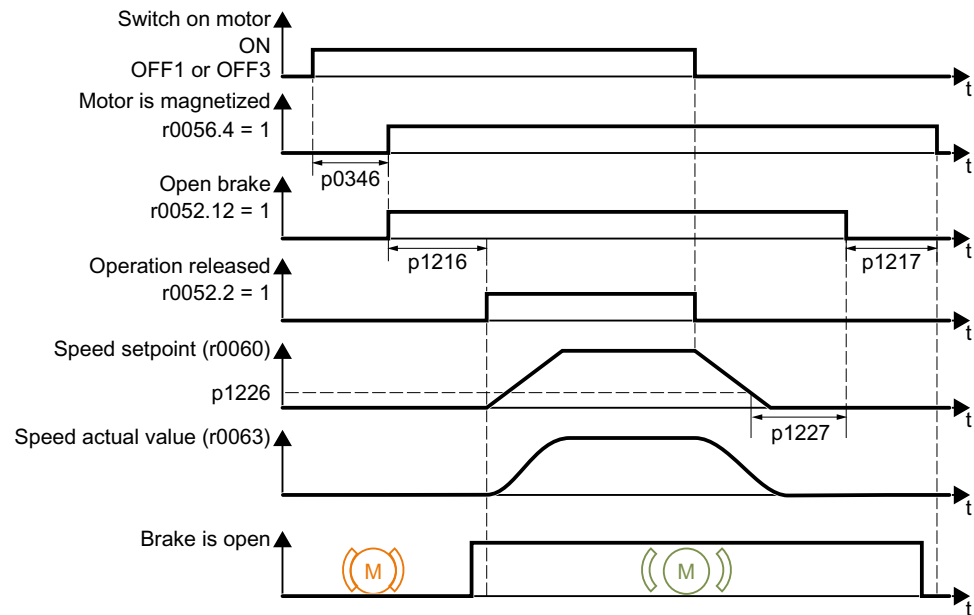 Switch on motor
ON
OFF1 or OFF3
t
Motor is magnetized
r0056.4 = 1
t
p0346
Open brake
r0052.12 = 1
t
p1216
p1217
Operation released
r0052.2 = 1
t
Speed setpoint (r0060)
p1226
t
p1227
Speed actual value (r0063)
t
Brake is open
M
M
t